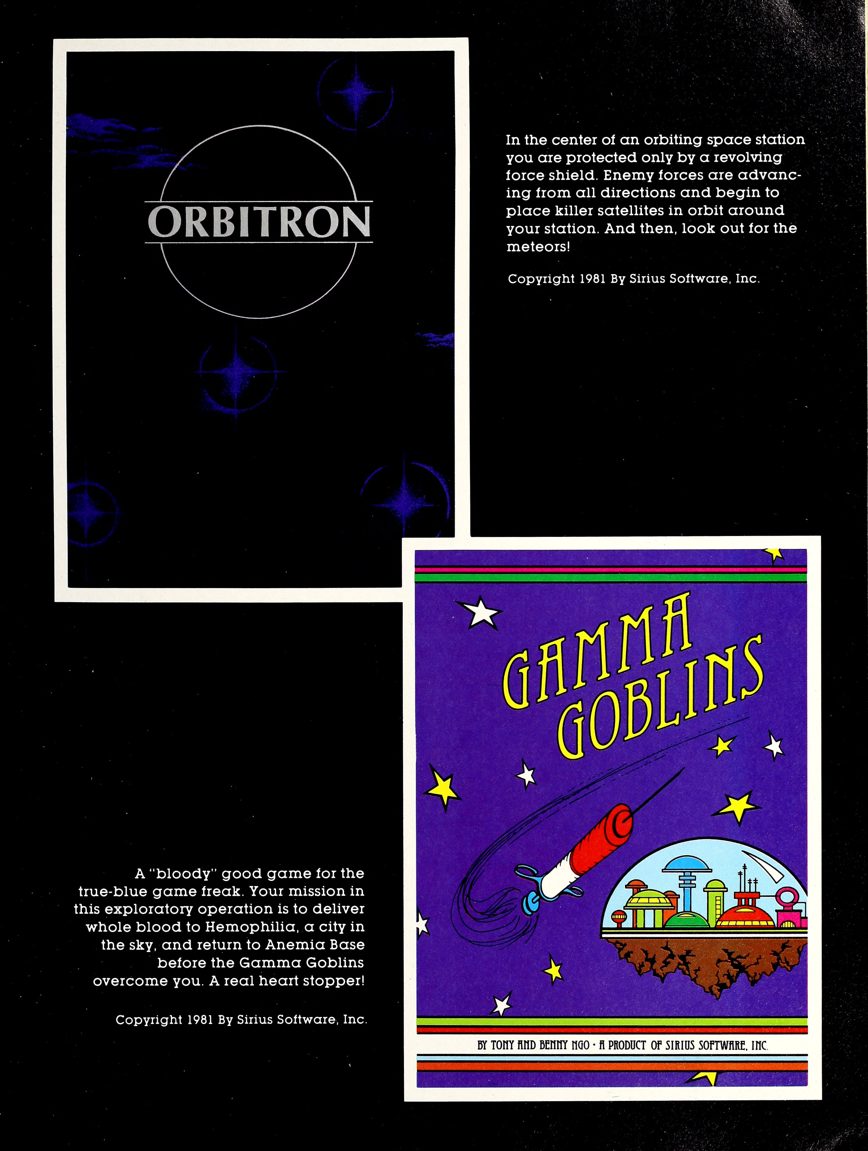 ORBITRON
In the center of an orbiting space station
you are protected only by a revolving
force shield. Enemy forces are advanc-
ing from all directions and begin to
place killer satellites in orbit around
your station. And then, look out for the
meteors!
Copyright 1981 By Sirius Software, Inc.
GAMMA
GOBLINS
A "bloody" good game for the
true-blue game freak. Your mission in
this exploratory operation is to deliver
whole blood to Hemophilia, a city in
the sky, and return to Anemia Base
before the Gamma Goblins
overcome you. A real heart stopper!
Copyright 1981 By Sirius Software, Inc.
BY TONY AND BENNY NGO · A PRODUCT OF SIRIUS SOFTWARE, INC.